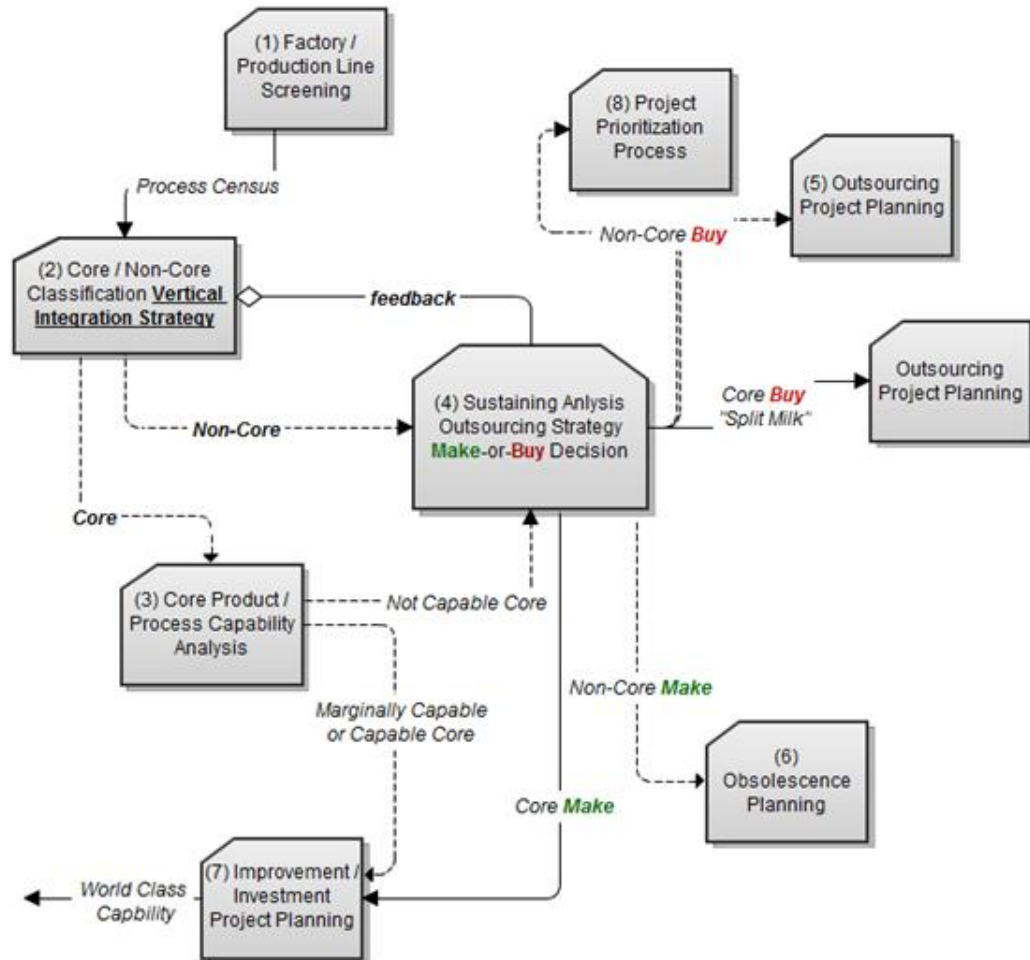 (1) Factory /
Production Line
Screening
(8) Project
Prioritization
Process
(5) Outsourcing
Project Planning
Process Census
Non-Core Buy
(2) Core / Non-Core
Classification Vertical
Integration Strategy
feedback
Outsourcing
Project Planning
Core Buy
"Split Milk"
(4) Sustaining Anlysis
Outsourcing Strategy
Make-or-Buy Decision
Non-Core
Core
(3) Core Product /
Process Capability
Analysis
Not Capable Core
Marginally Capable
or Capable Core
Non-Core Make
(6)
Obsolescence
Planning
Core Make
(7) Improvement /
Investment
Project Planning
World Class
Capbility